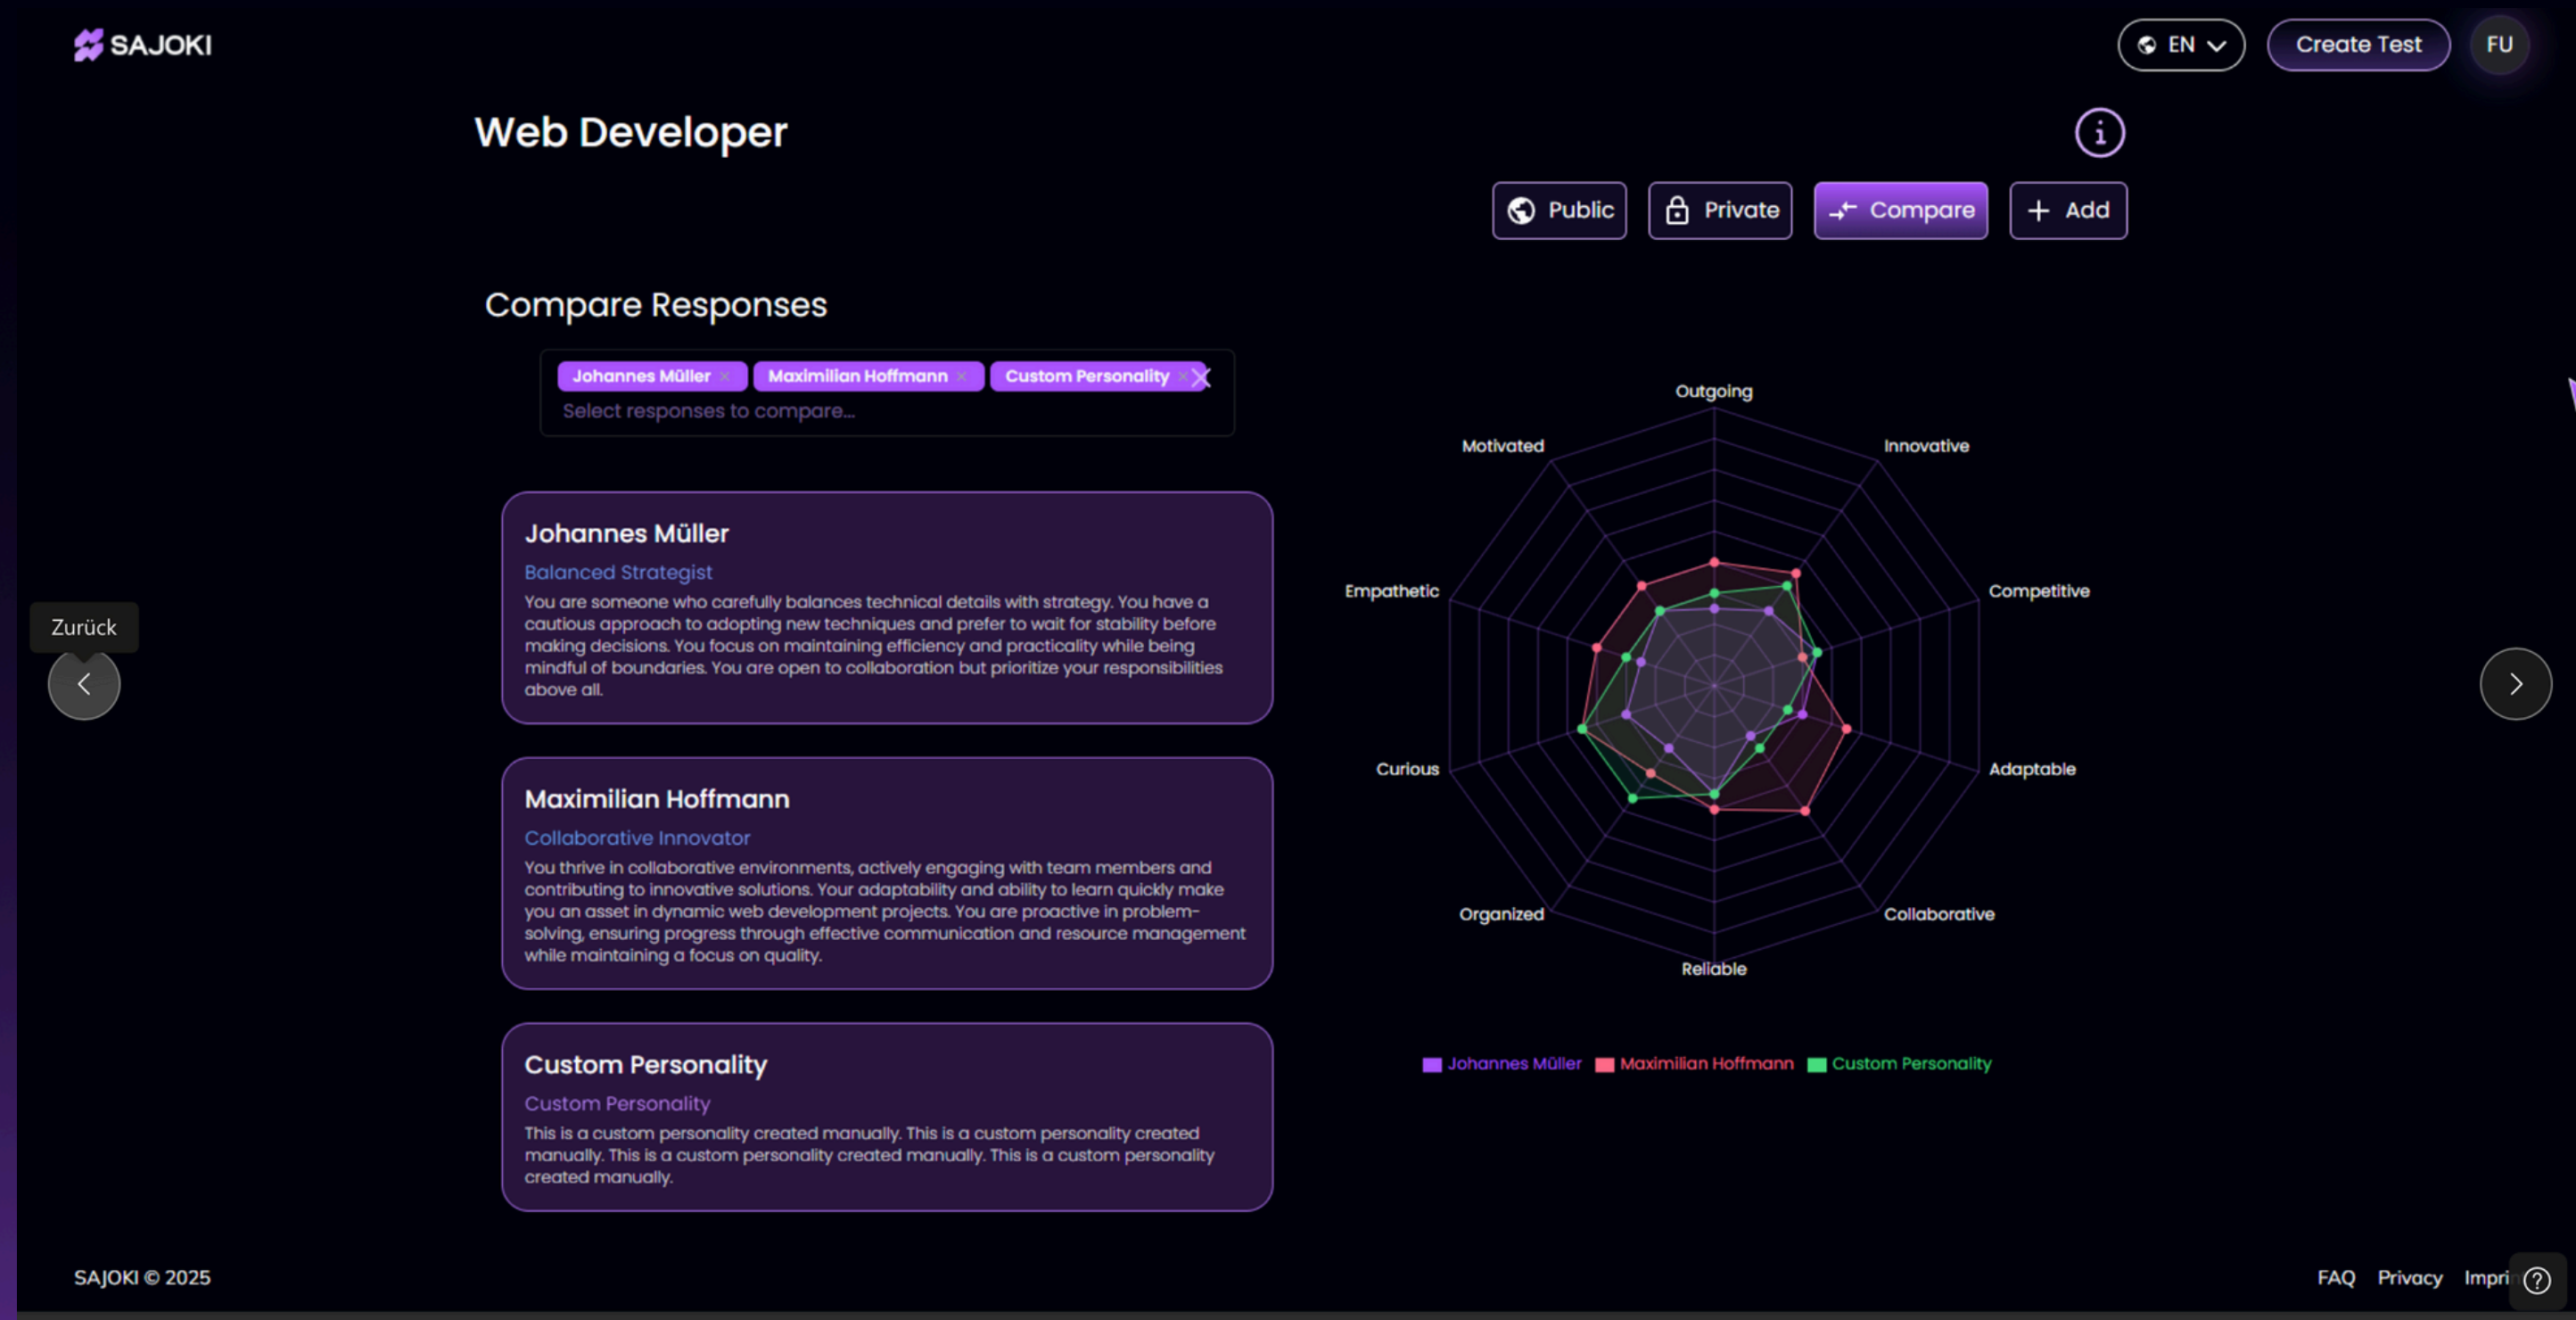 SAJOKI
EN
Create Test
FU
Web Developer
Public
Private
Compare
Add
Compare Responses
Johannes Müller
Maximilian Hoffmann
Custom Personality
Select responses to compare...
Johannes Müller
Balanced Strategist
You are someone who carefully balances technical details with strategy. You have a
cautious approach to adopting new techniques and prefer to wait for stability before
making decisions. You focus on maintaining efficiency and practicality while being
mindful of boundaries. You are open to collaboration but prioritize your responsibilities
above all.
Zurück
Maximilian Hoffmann
Collaborative Innovator
You thrive in collaborative environments, actively engaging with team members and
contributing to innovative solutions. Your adaptability and ability to learn quickly make
you an asset in dynamic web development projects. You are proactive in problem-
solving, ensuring progress through effective communication and resource management
while maintaining a focus on quality.
Custom Personality
Custom Personality
This is a custom personality created manually. This is a custom personality created
manually. This is a custom personality created manually. This is a custom personality
created manually.
Outgoing
Innovative
Competitive
Adaptable
Collaborative
Reliable
Organized
Curious
Empathetic
Motivated
Johannes Müller
Maximilian Hoffmann
Custom Personality
SAJOKI © 2025
FAQ
Privacy